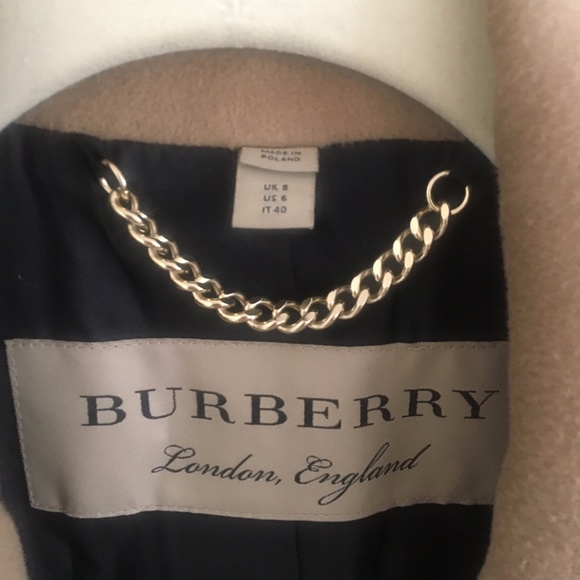 MADE IN
POLAND
UK 8
US 6
IT 40
BURBERRY
London, England